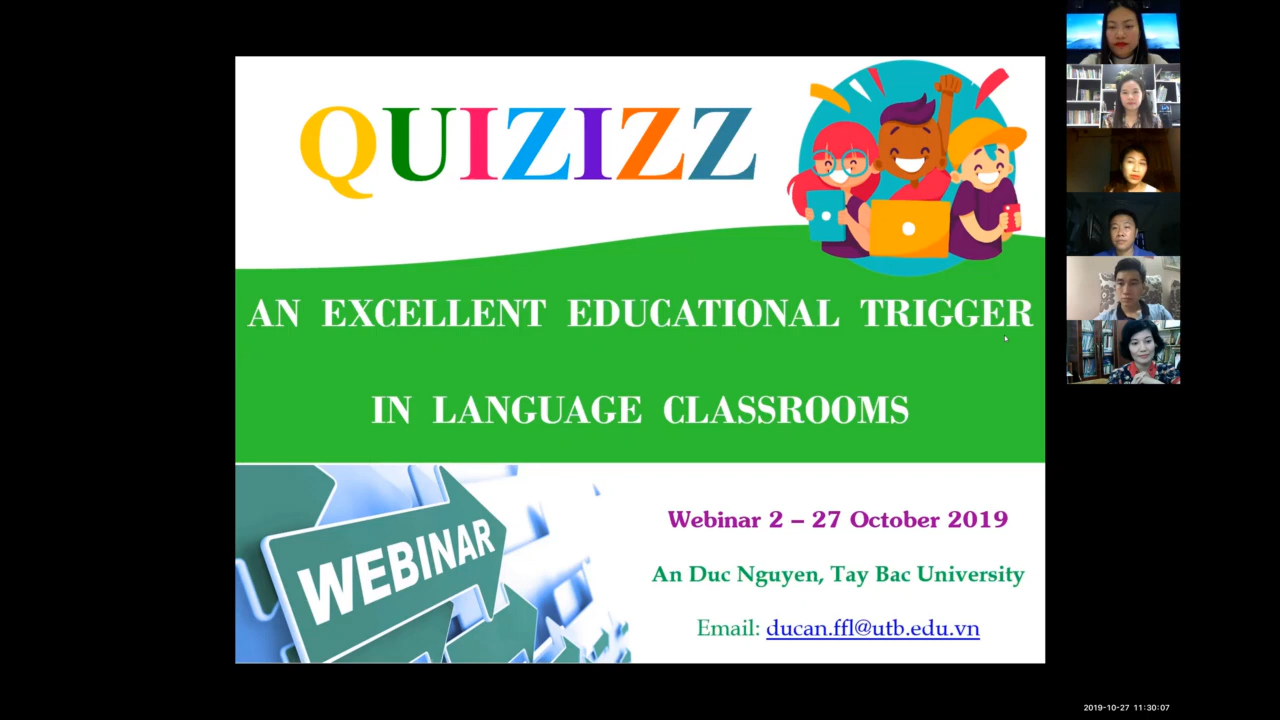 QUIZIZZ
AN EXCELLENT EDUCATIONAL TRIGGER
IN LANGUAGE CLASSROOMS
WEBINAR
Webinar 2 – 27 October 2019
An Duc Nguyen, Tay Bac University
Email: ducan.ffl@utb.edu.vn
2019-10-27 11:30:07